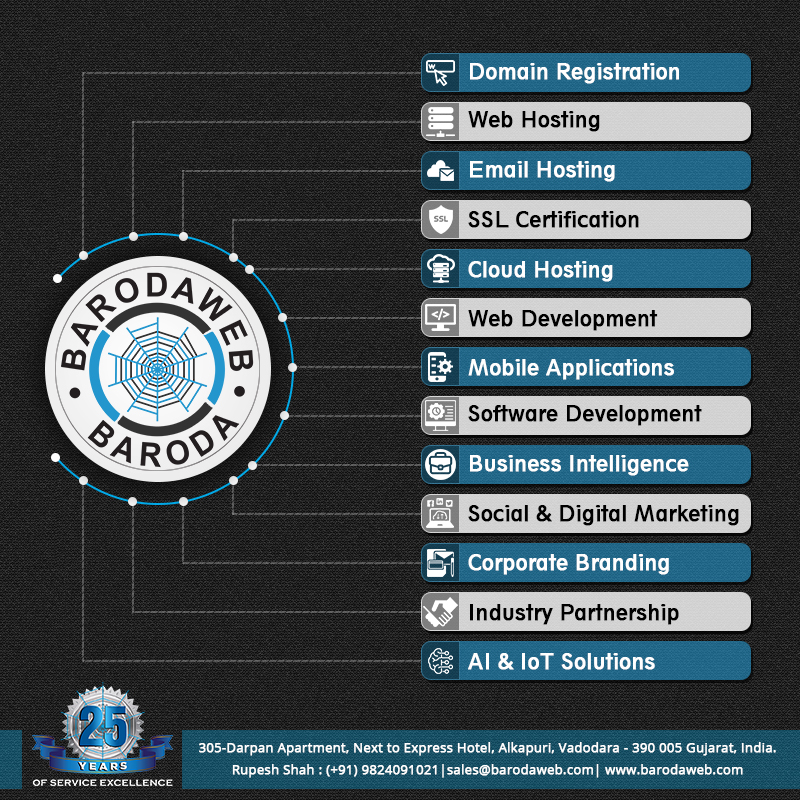 W
Domain Registration
Web Hosting
Email Hosting
SSL
SSL Certification
Cloud Hosting
</>
Web Development
Mobile Applications
Software Development
Business Intelligence
Social & Digital Marketing
Corporate Branding
Industry Partnership
AI & IoT Solutions
BARODAWEB
• BARODA •
25
YEARS
OF SERVICE EXCELLENCE
305-Darpan Apartment, Next to Express Hotel, Alkapuri, Vadodara - 390 005 Gujarat, India.
Rupesh Shah : (+91) 9824091021|sales@barodaweb.com| www.barodaweb.com